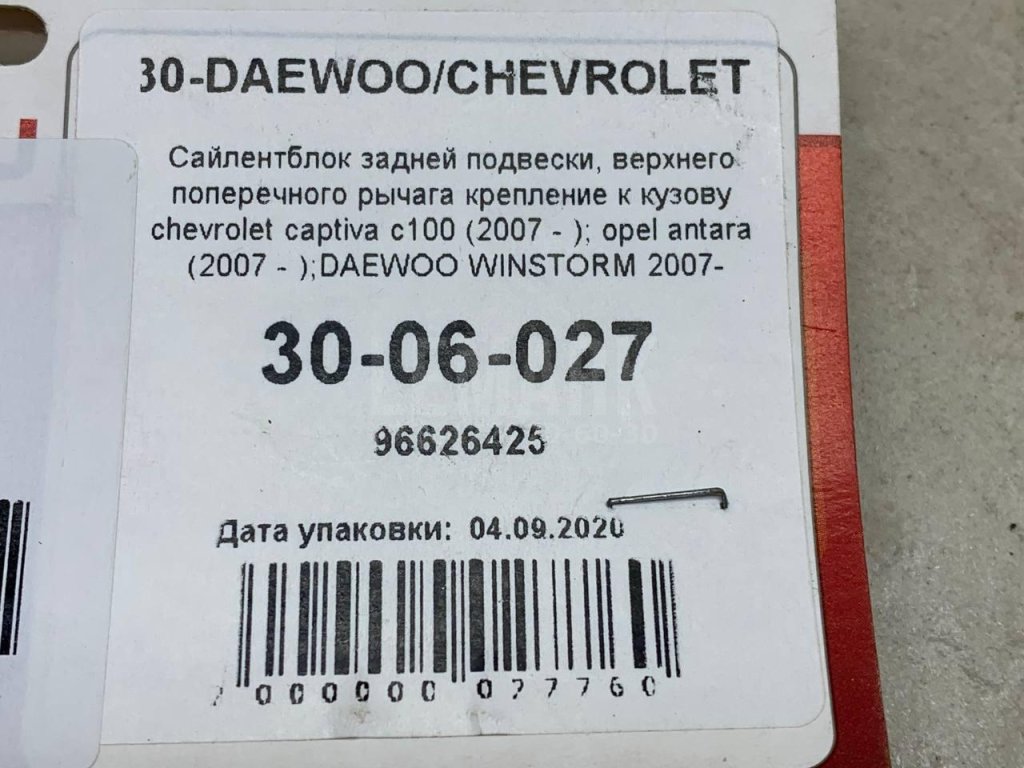 30-DAEWOO/CHEVROLET
Сайлентблок задней подвески, верхнего
поперечного рычага крепление к кузову
chevrolet captiva c100 (2007 - ); opel antara
(2007 - );DAEWOO WINSTORM 2007-
30-06-027
96626425
Дата упаковки: 04.09.2020
000000 077760